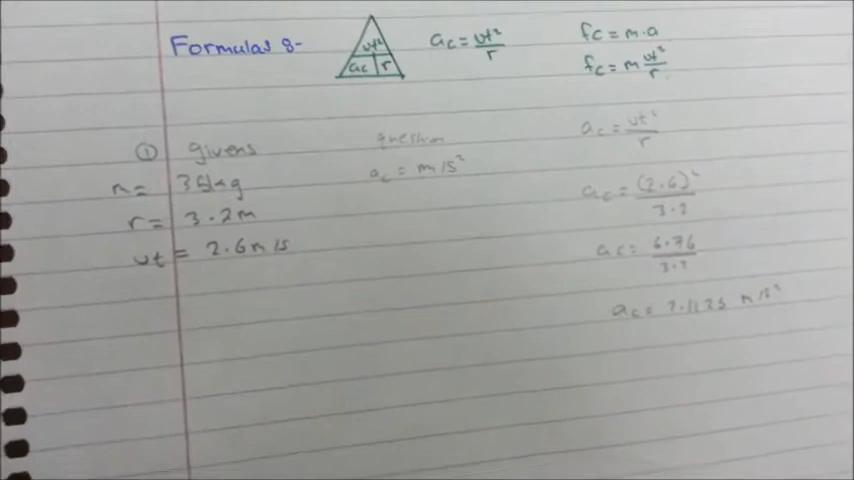 Formulas 8-
vt²
ac r
ac = vt²/r
fc = m.a
fc = m vt²/r
① givens
m = 35kg
r = 3.2m
vt = 2.6m/s
question
ac = m/s²
ac = vt²/r
ac = (2.6)²/3.2
ac = 6.76/3.2
ac = 2.1125 m/s²